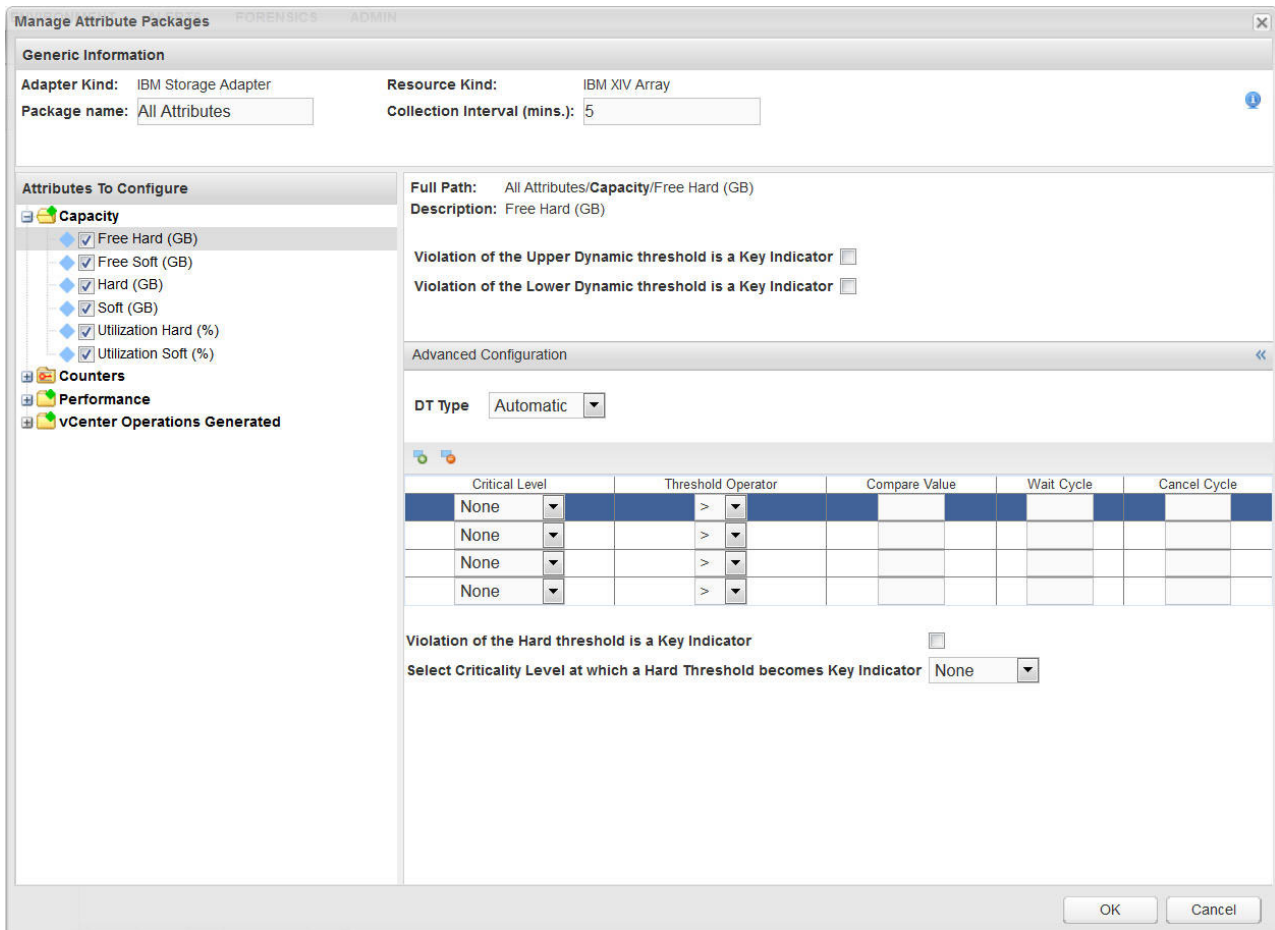 FORENSICS ADMIN
Manage Attribute Packages
Generic Information
Adapter Kind: IBM Storage Adapter Resource Kind: IBM XIV Array
Package name: All Attributes Collection Interval (mins.): 5
Attributes To Configure
Capacity
Free Hard (GB)
Free Soft (GB)
Hard (GB)
Soft (GB)
Utilization Hard (%)
Utilization Soft (%)
Counters
Performance
vCenter Operations Generated
Full Path: All Attributes/Capacity/Free Hard (GB)
Description: Free Hard (GB)
Violation of the Upper Dynamic threshold is a Key Indicator
Violation of the Lower Dynamic threshold is a Key Indicator
Advanced Configuration
DT Type Automatic
Critical Level Threshold Operator Compare Value Wait Cycle Cancel Cycle
None >
None >
None >
None >
Violation of the Hard threshold is a Key Indicator
Select Criticality Level at which a Hard Threshold becomes Key Indicator None
OK Cancel